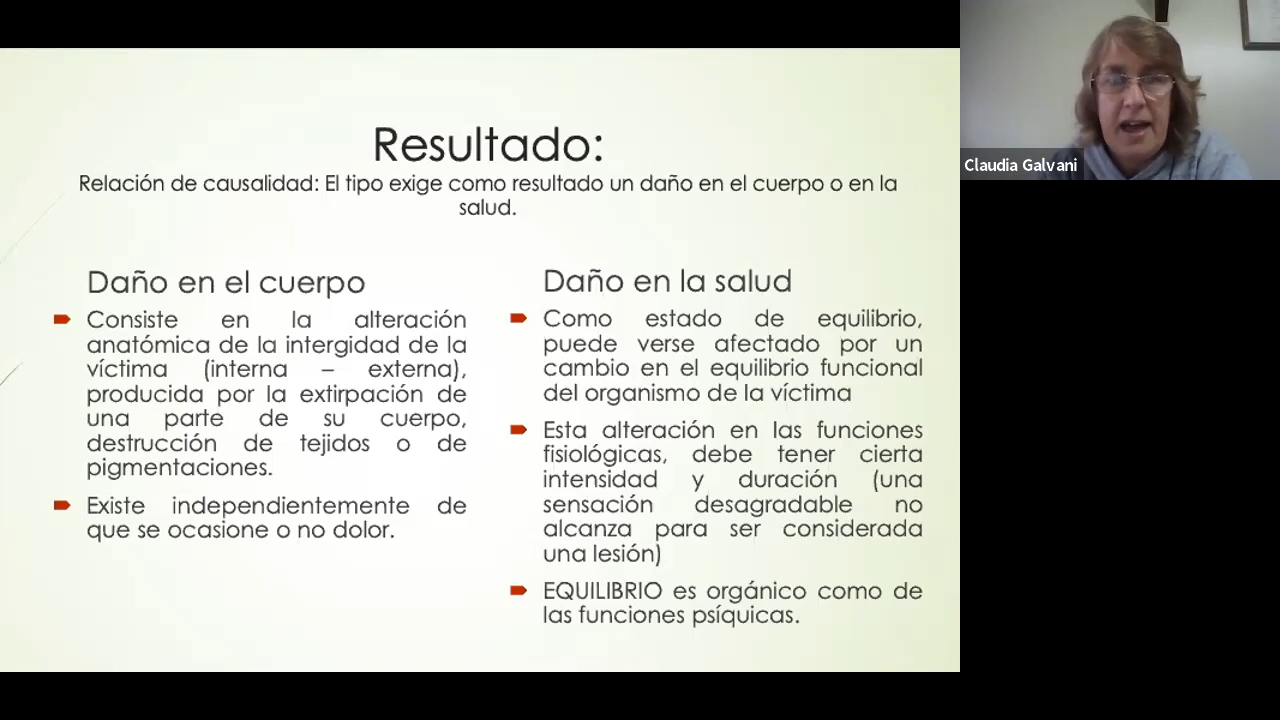 Resultado:
Relación de causalidad: El tipo exige como resultado un daño en el cuerpo o en la
salud.
Daño en el cuerpo
Consiste en la alteración
anatómica de la intergidad de la
víctima (interna – externa),
producida por la extirpación de
una parte de su cuerpo,
destrucción de tejidos o de
pigmentaciones.
Existe independientemente de
que se ocasione o no dolor.
Daño en la salud
Como estado de equilibrio,
puede verse afectado por un
cambio en el equilibrio funcional
del organismo de la víctima
Esta alteración en las funciones
fisiológicas, debe tener cierta
intensidad y duración (una
sensación desagradable no
alcanza para ser considerada
una lesión)
EQUILIBRIO es orgánico como de
las funciones psíquicas.
Claudia Galvani